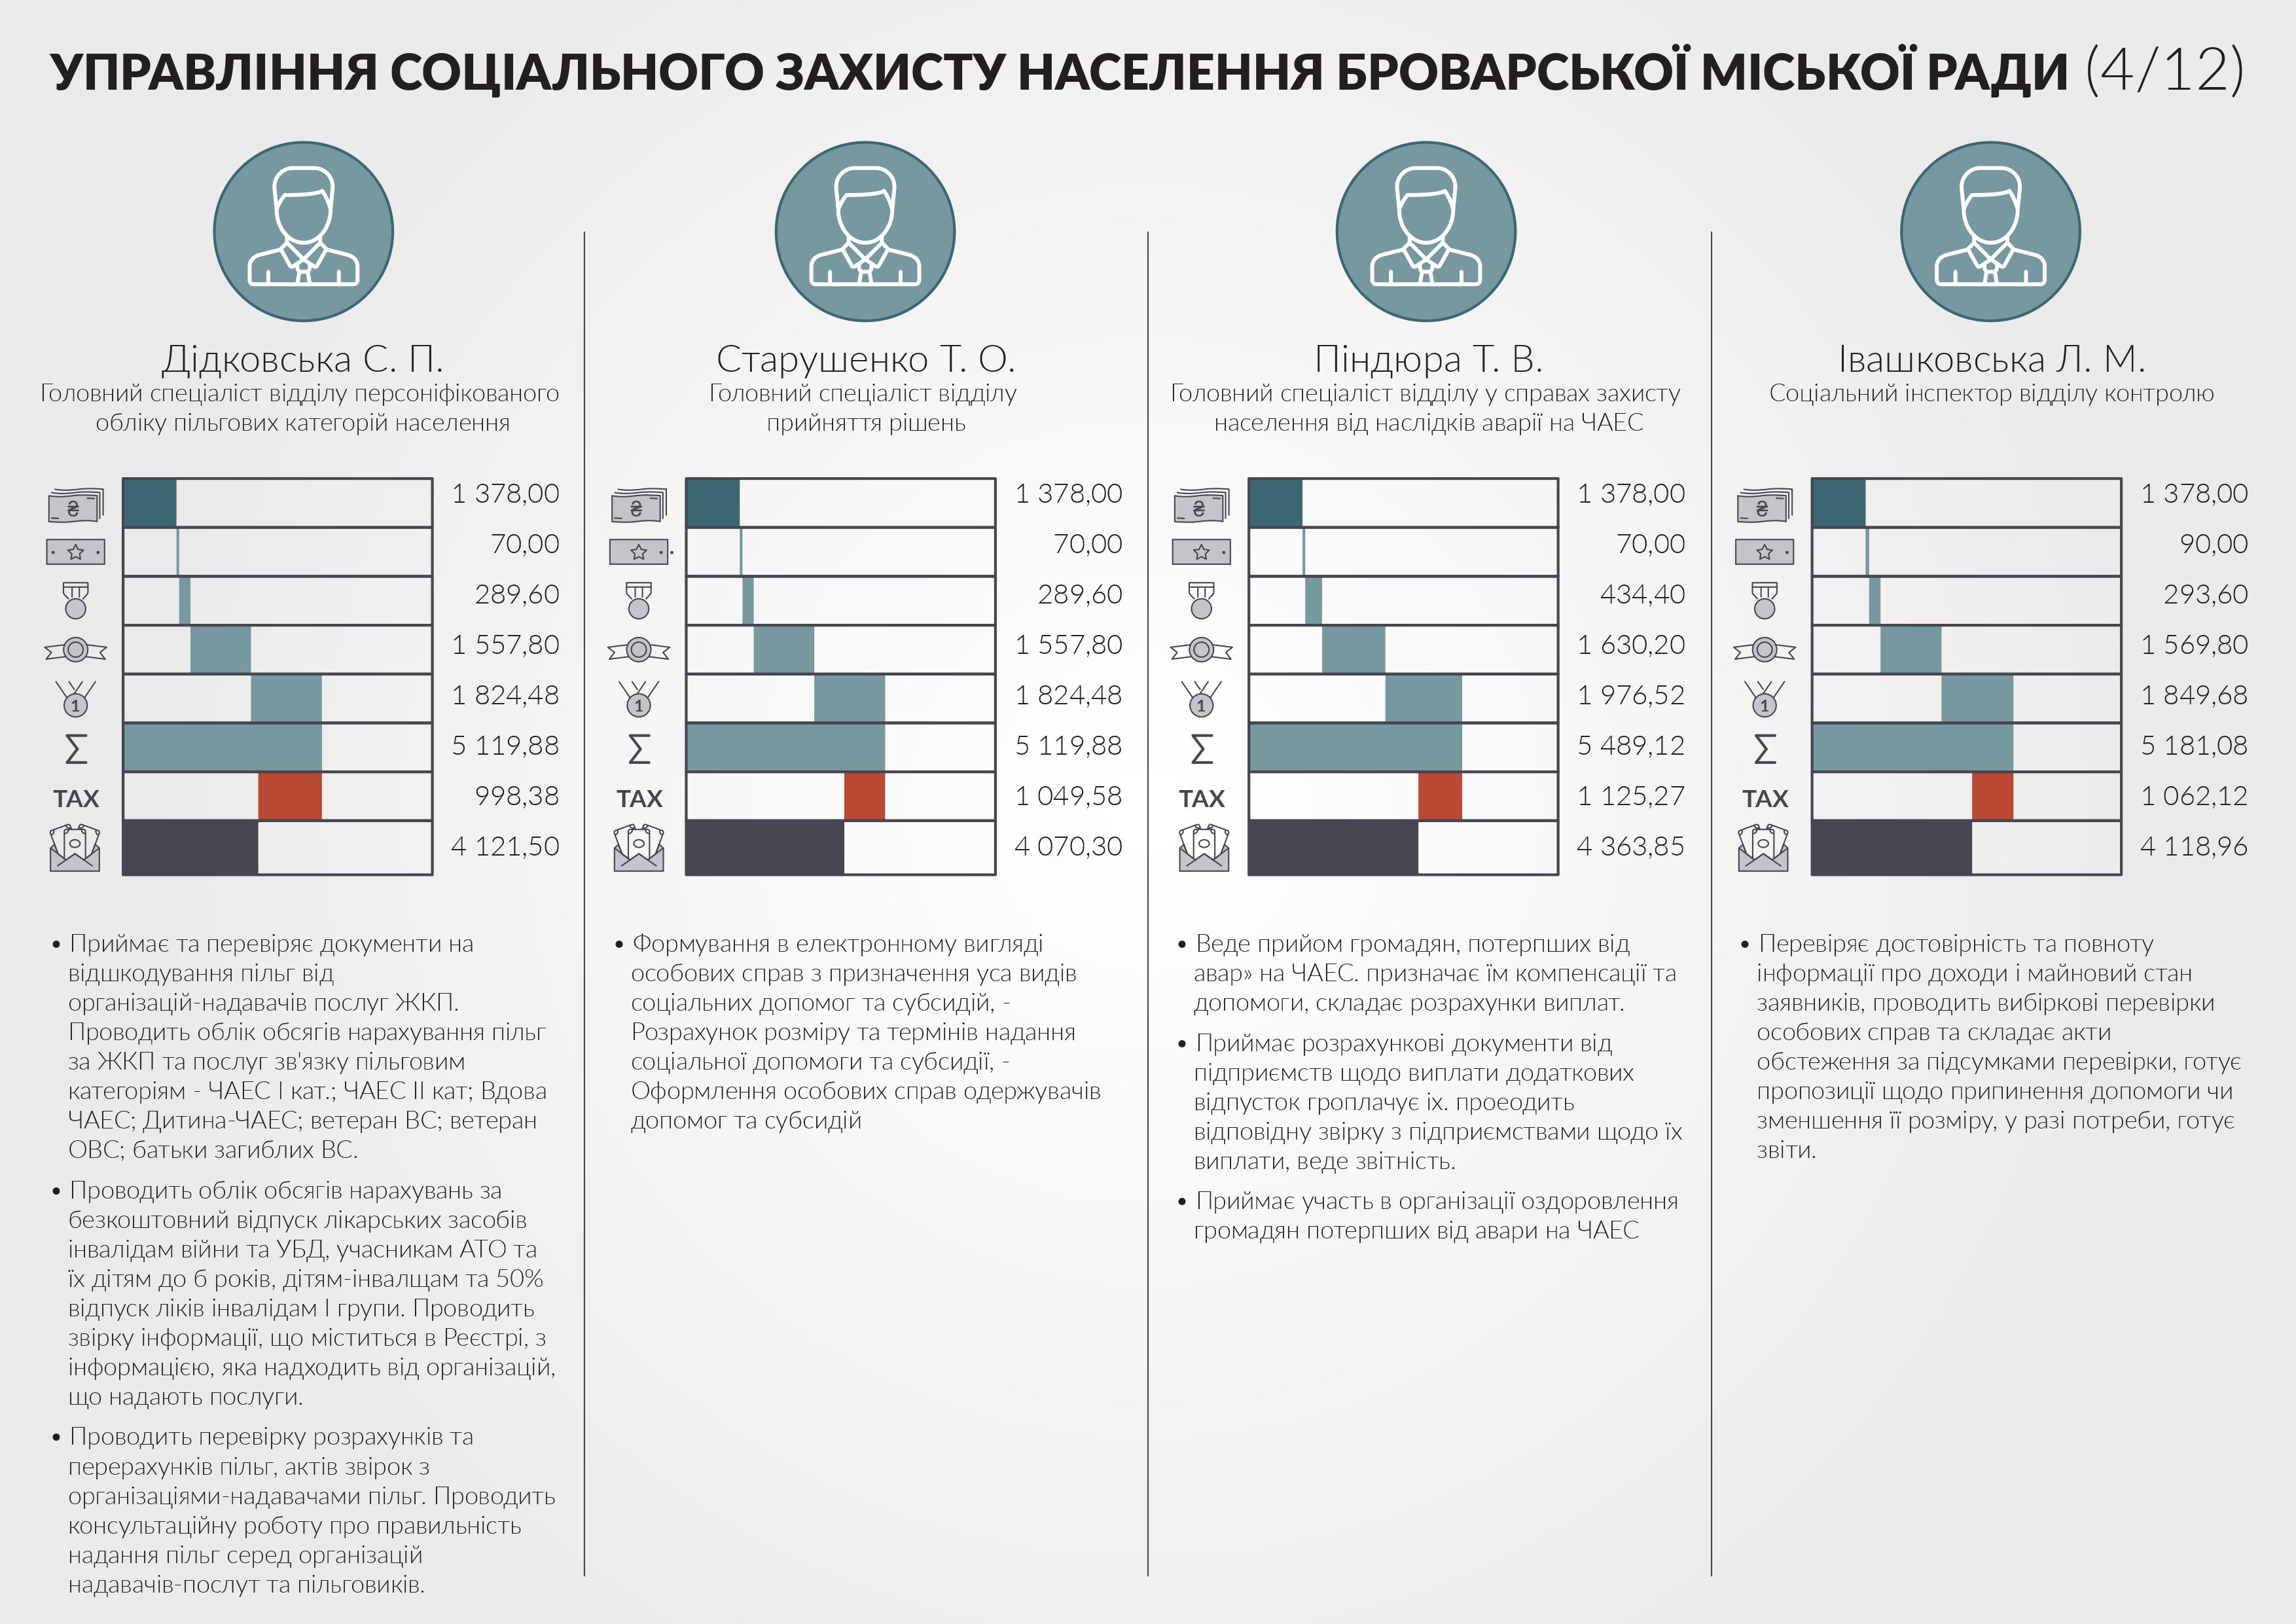 УПРАВЛІННЯ СОЦІАЛЬНОГО ЗАХИСТУ НАСЕЛЕННЯ БРОВАРСЬКОЇ МІСЬКОЇ РАДИ (4/12)
Дідковська С. П.
Головний спеціаліст відділу персоніфікованого
обліку пільгових категорій населення
₴
1 378,00
70,00
289,60
1 557,80
1
1 824,48
Σ
5 119,88
TAX
998,38
4 121,50
• Приймає та перевіряє документи на
відшкодування пільг від
організацій-надавачів послуг ЖКП.
Проводить облік обсягів нарахування пільг
за ЖКП та послуг зв'язку пільговим
категоріям - ЧАЕС І кат.; ЧАЕС ІІ кат; Вдова
ЧАЕС; Дитина-ЧАЕС; ветеран ВС; ветеран
ОВС; батьки загиблих ВС.
• Проводить облік обсягів нарахувань за
безкоштовний відпуск лікарських засобів
інвалідам війни та УБД, учасникам АТО та
їх дітям до 6 років, дітям-інвалщам та 50%
відпуск ліків інвалідам І групи. Проводить
звірку інформації, що міститься в Реєстрі, з
інформацією, яка надходить від організацій,
що надають послуги.
• Проводить перевірку розрахунків та
перерахунків пільг, актів звірок з
організаціями-надавачами пільг. Проводить
консультаційну роботу про правильність
надання пільг серед організацій
надавачів-послут та пільговиків.
Старушенко Т. О.
Головний спеціаліст відділу
прийняття рішень
₴
1 378,00
70,00
289,60
1 557,80
1
1 824,48
Σ
5 119,88
TAX
1 049,58
4 070,30
• Формування в електронному вигляді
особових справ з призначення уса видів
соціальних допомог та субсидій, -
Розрахунок розміру та термінів надання
соціальної допомоги та субсидії, -
Оформлення особових справ одержувачів
допомог та субсидій
Піндюра Т. В.
Головний спеціаліст відділу у справах захисту
населення від наслідків аварії на ЧАЕС
₴
1 378,00
70,00
434,40
1 630,20
1
1 976,52
Σ
5 489,12
TAX
1 125,27
4 363,85
• Веде прийом громадян, потерпших від
авар» на ЧАЕС. призначає їм компенсації та
допомоги, складає розрахунки виплат.
• Приймає розрахункові документи від
підприємств щодо виплати додаткових
відпусток гроплачує іх. проеодить
відповідну звірку з підприємствами щодо їх
виплати, веде звітність.
• Приймає участь в організації оздоровлення
громадян потерпших від авари на ЧАЕС
Івашковська Л. М.
Соціальний інспектор відділу контролю
₴
1 378,00
90,00
293,60
1 569,80
1
1 849,68
Σ
5 181,08
TAX
1 062,12
4 118,96
• Перевіряє достовірність та повноту
інформації про доходи і майновий стан
заявників, проводить вибіркові перевірки
особових справ та складає акти
обстеження за підсумками перевірки, готує
пропозиції щодо припинення допомоги чи
зменшення її розміру, у разі потреби, готує
звіти.